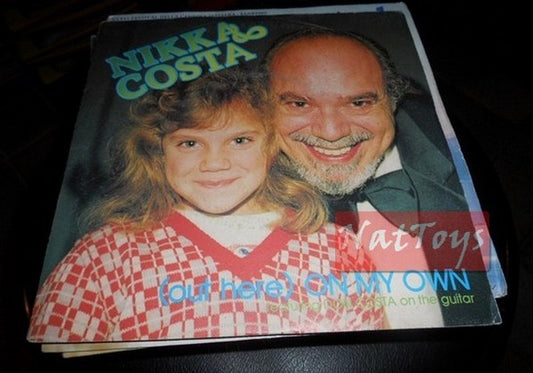 NIKKA
COSTA
NatToys
(out here) ON MY OWN
COSTA on the guitar